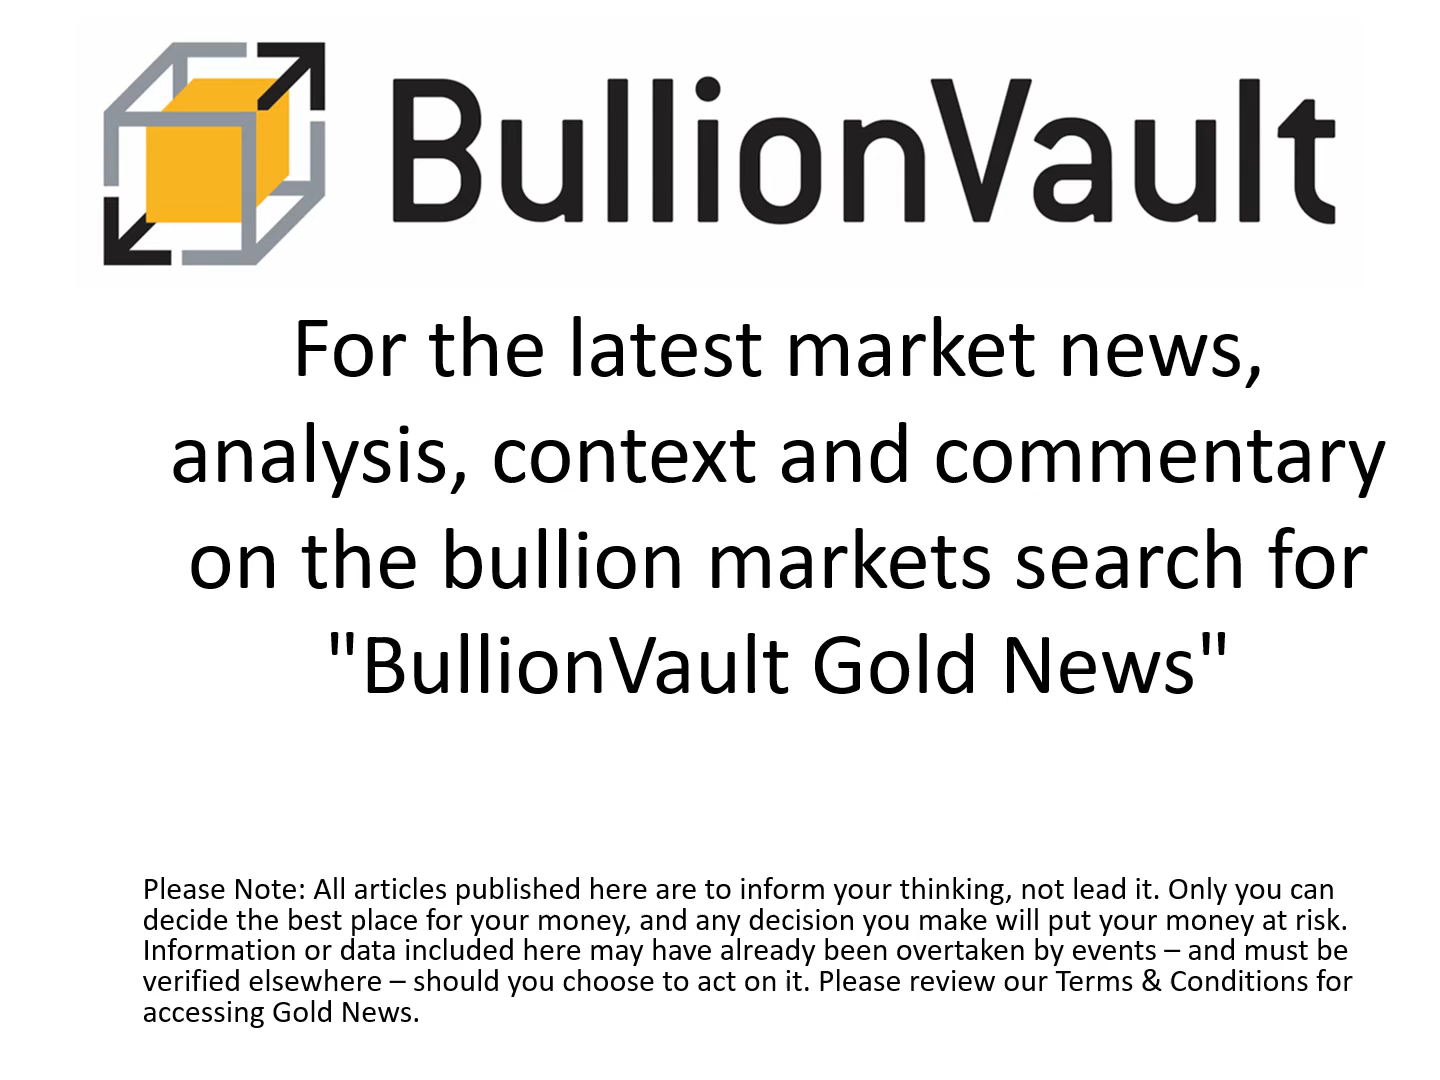 BullionVault
For the latest market news,
analysis, context and commentary
on the bullion markets search for
"BullionVault Gold News"
Please Note: All articles published here are to inform your thinking, not lead it. Only you can
decide the best place for your money, and any decision you make will put your money at risk.
Information or data included here may have already been overtaken by events – and must be
verified elsewhere – should you choose to act on it. Please review our Terms & Conditions for
accessing Gold News.